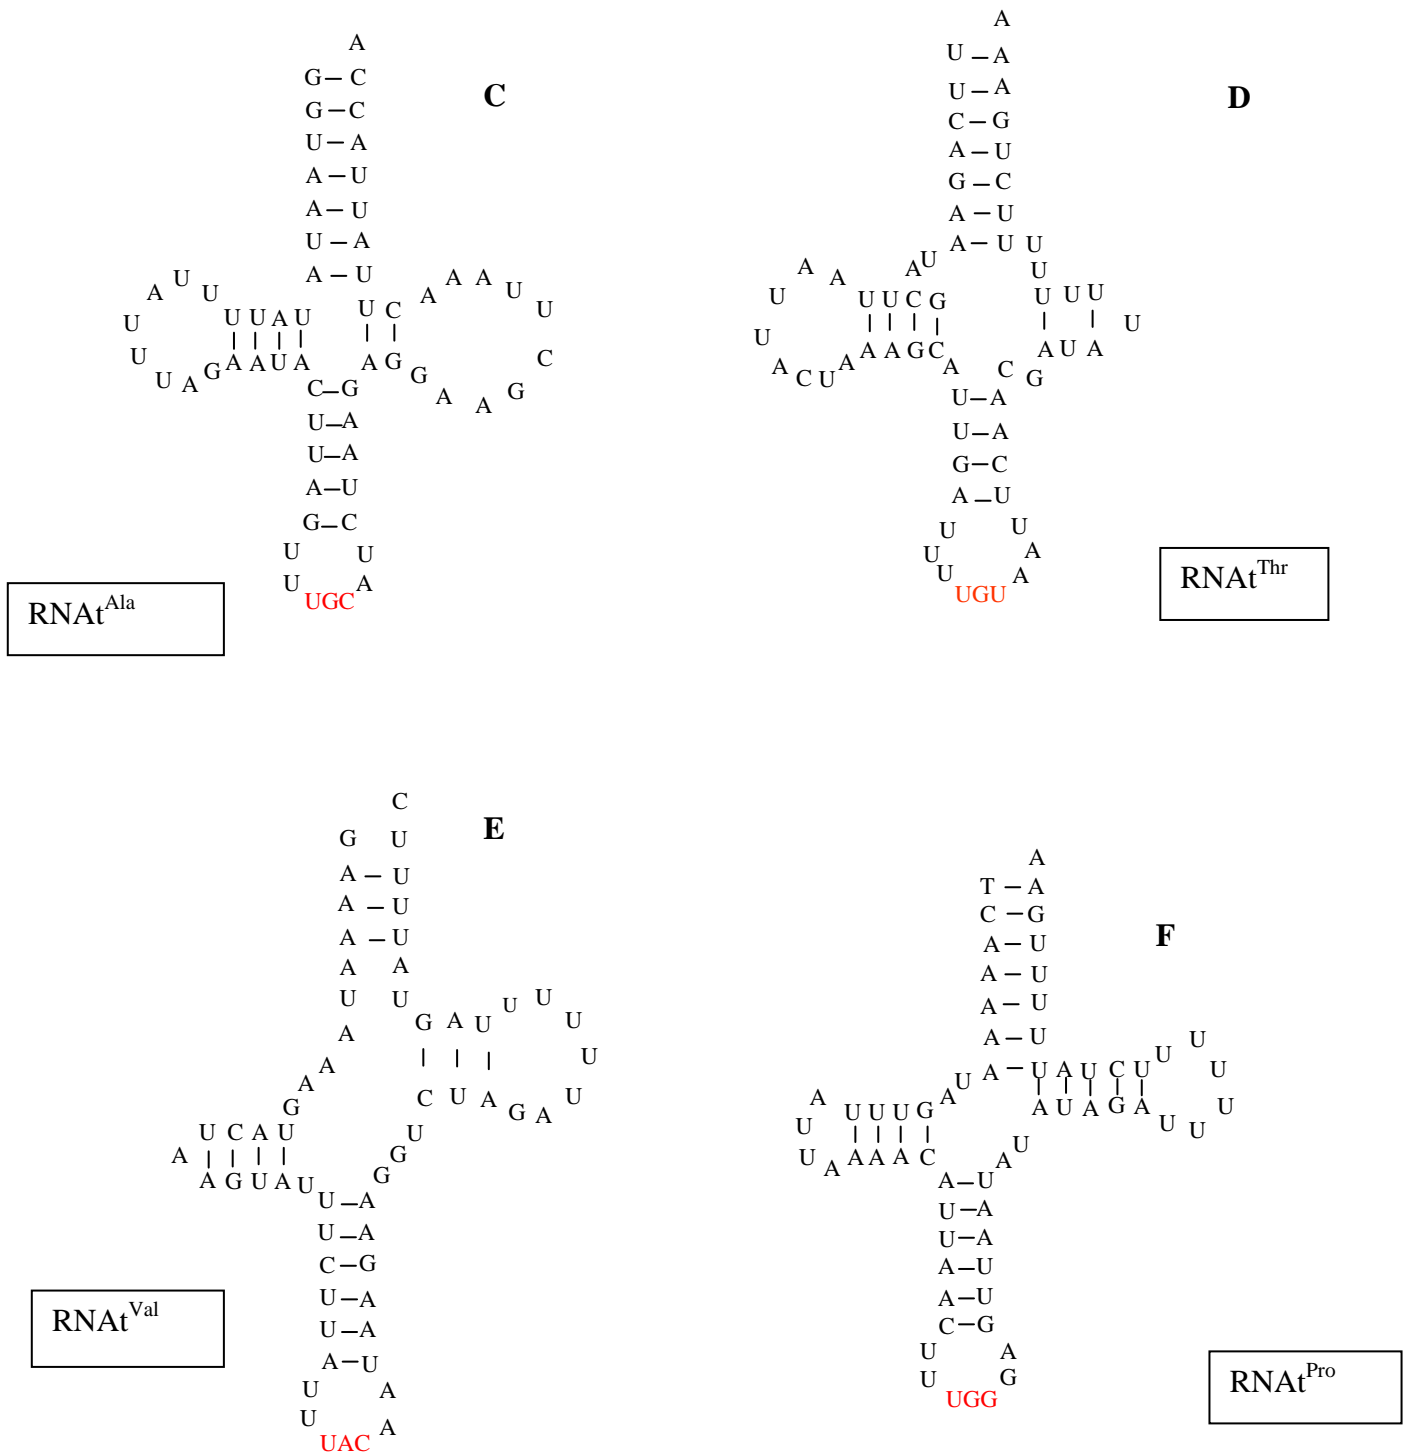 C
A
G – C
G – C
U – A
A – U
A – U
U – A
A – U
U C A A A U U C G A A G G A
U U A U U U A U U U A G A A U A
C – G
U – A
U – A
A – U
G – C
U U
U A
U UGC A
RNAt^Ala
D
A
U – A
U – A
C – G
A – U
G – C
A – U
A – U
U U U U U U A U A G C
A U
U U C G
A A U U A C U A A A G C A
U – A
U – A
G – C
A – U
U U
U A
U UGU A
RNAt^Thr
E
C
G U
A – U
A – U
A – U
A A
U U
A
G A U U U U U U A G A U C
A
A
G
U C A U
A
A G U A U
U G G
U – A
U – A
C – G
U – A
U – A
A – U
U A
U UAC A
RNAt^Val
F
A
T – A
C – G
A – U
A – U
A – U
A – U
A – U
A U C U U U U U U U A G A U A
U A
A U U U G
U U A A A A C
U A
A – U
U – A
U – A
A – U
A – U
C – G
U A
U UGG G
RNAt^Pro